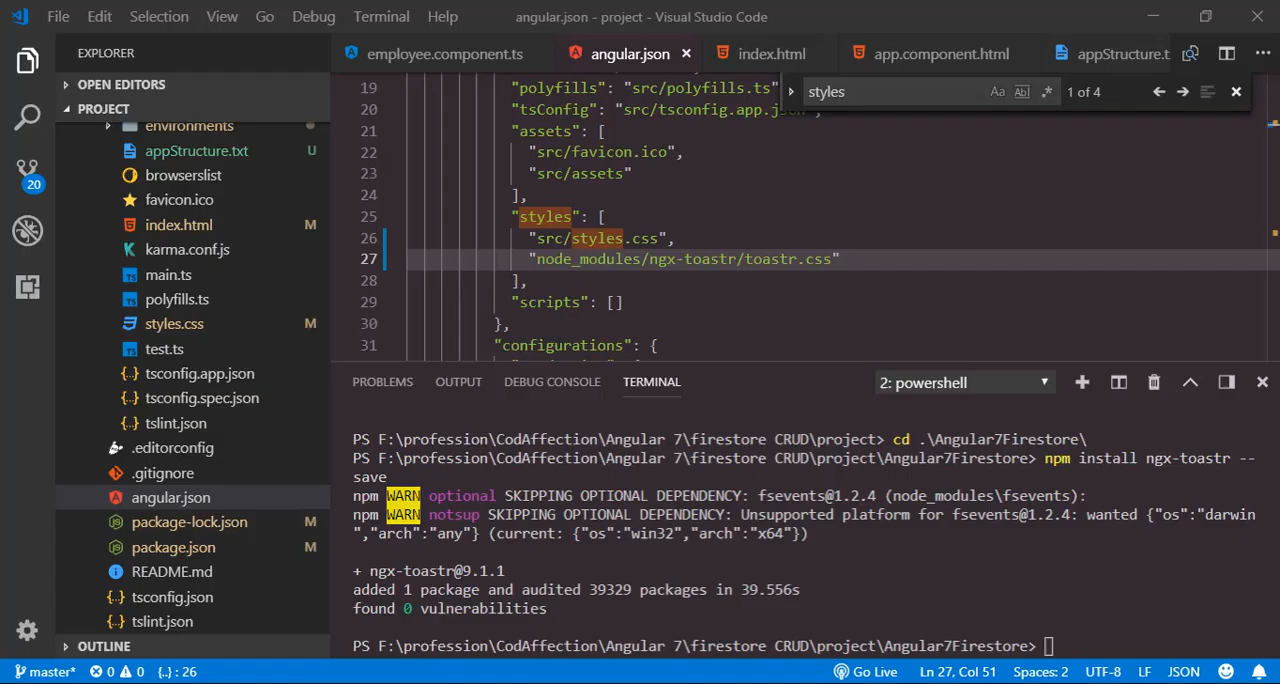 File Edit Selection View Go Debug Terminal Help angular.json - project - Visual Studio Code
EXPLORER
OPEN EDITORS
PROJECT
environments
appStructure.txt U
browserslist
favicon.ico
index.html M
karma.conf.js
main.ts
polyfills.ts
styles.css M
test.ts
tsconfig.app.json
tsconfig.spec.json
tslint.json
.editorconfig
.gitignore
angular.json
package-lock.json M
package.json M
README.md
tsconfig.json
tslint.json
OUTLINE
20
employee.component.ts angular.json index.html app.component.html appStructure.t
styles Aa Abl .* 1 of 4
19 "polyfills": "src/polyfills.ts"
20 "tsConfig": "src/tsconfig.app.json",
21 "assets": [
22 "src/favicon.ico",
23 "src/assets"
24 ],
25 "styles": [
26 "src/styles.css",
27 "node_modules/ngx-toastr/toastr.css"
28 ],
29 "scripts": []
30 },
31 "configurations": {
PROBLEMS OUTPUT DEBUG CONSOLE TERMINAL 2: powershell
PS F:\profession\CodAffection\Angular 7\firestore CRUD\project> cd .\Angular7Firestore\
PS F:\profession\CodAffection\Angular 7\firestore CRUD\project\Angular7Firestore> npm install ngx-toastr --
save
npm WARN optional SKIPPING OPTIONAL DEPENDENCY: fsevents@1.2.4 (node_modules\fsevents):
npm WARN notsup SKIPPING OPTIONAL DEPENDENCY: Unsupported platform for fsevents@1.2.4: wanted {"os":"darwin
","arch":"any"} (current: {"os":"win32","arch":"x64"})
+ ngx-toastr@9.1.1
added 1 package and audited 39329 packages in 39.556s
found 0 vulnerabilities
PS F:\profession\CodAffection\Angular 7\firestore CRUD\project\Angular7Firestore>
master* 0 0 {..} : 26 Go Live Ln 27, Col 51 Spaces: 2 UTF-8 LF JSON